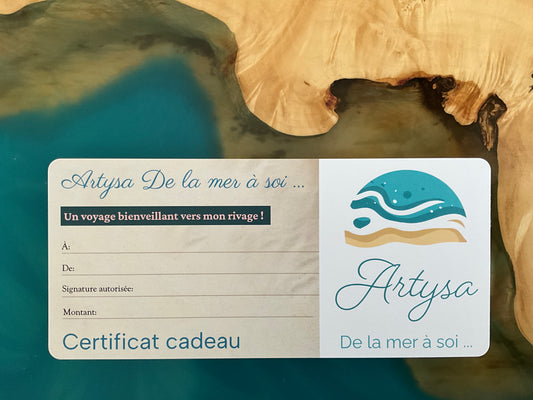 Artysa De la mer à soi ...
Un voyage bienveillant vers mon rivage !
À:
De:
Signature autorisée:
Montant:
Certificat cadeau
Artysa
De la mer à soi ...